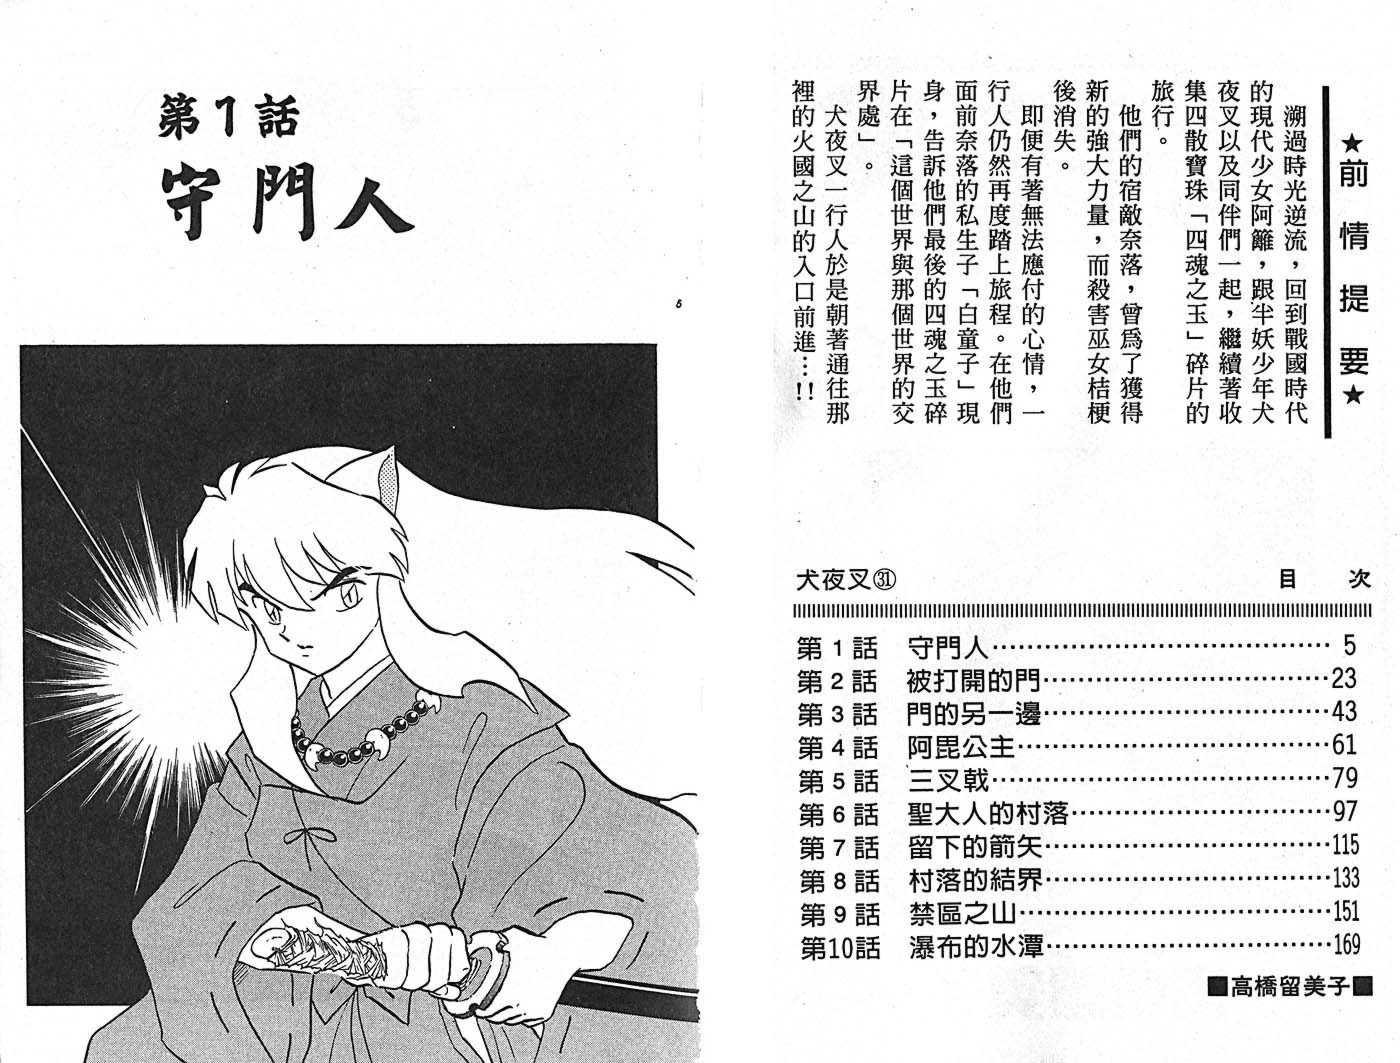 ★前情提要★
溯過時光逆流，回到戰國時代
的現代少女阿籬，跟半妖少年犬
夜叉以及同伴們一起，繼續著收
集四散寶珠「四魂之玉」碎片的
旅行。
他們的宿敵奈落，曾為了獲得
新的強大力量，而殺害巫女桔梗
後消失。
即便有著無法應付的心情，一
行人仍然再度踏上旅程。在他們
面前奈落的私生子「白童子」現
身，告訴他們最後的四魂之玉碎
片在「這個世界與那個世界的交
界處」。
犬夜叉一行人於是朝著通往那
裡的火國之山的入口前進…!!
犬夜叉㉛ 目次
第1話 守門人…………………………………5
第2話 被打開的門……………………………23
第3話 門的另一邊……………………………43
第4話 阿毘公主………………………………61
第5話 三叉戟…………………………………79
第6話 聖大人的村落…………………………97
第7話 留下的箭矢……………………………115
第8話 村落的結界……………………………133
第9話 禁區之山………………………………151
第10話 瀑布的水潭……………………………169
■高橋留美子■
第1話
守門人
5